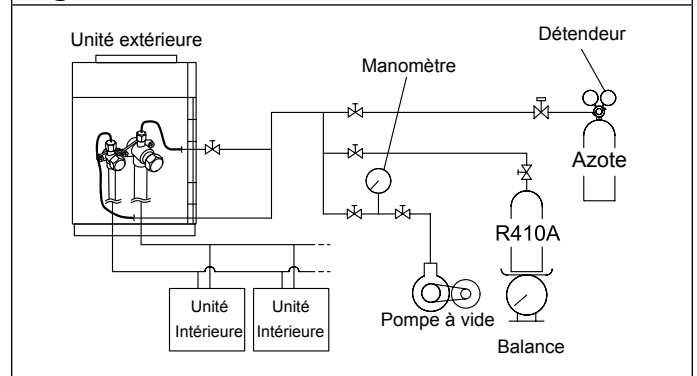 Unité extérieure
Détendeur
Manomètre
Azote
R410A
Unité
Intérieure
Unité
Intérieure
Pompe à vide
Balance